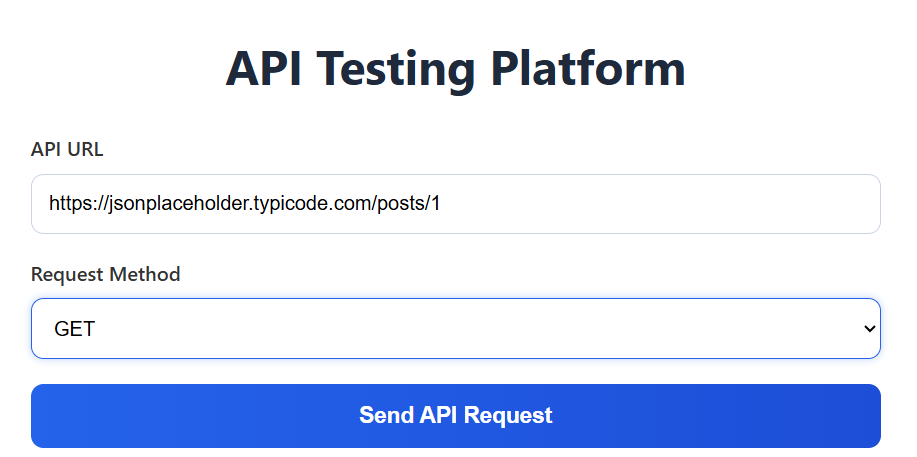 API Testing Platform
API URL
https://jsonplaceholder.typicode.com/posts/1
Request Method
GET
Send API Request